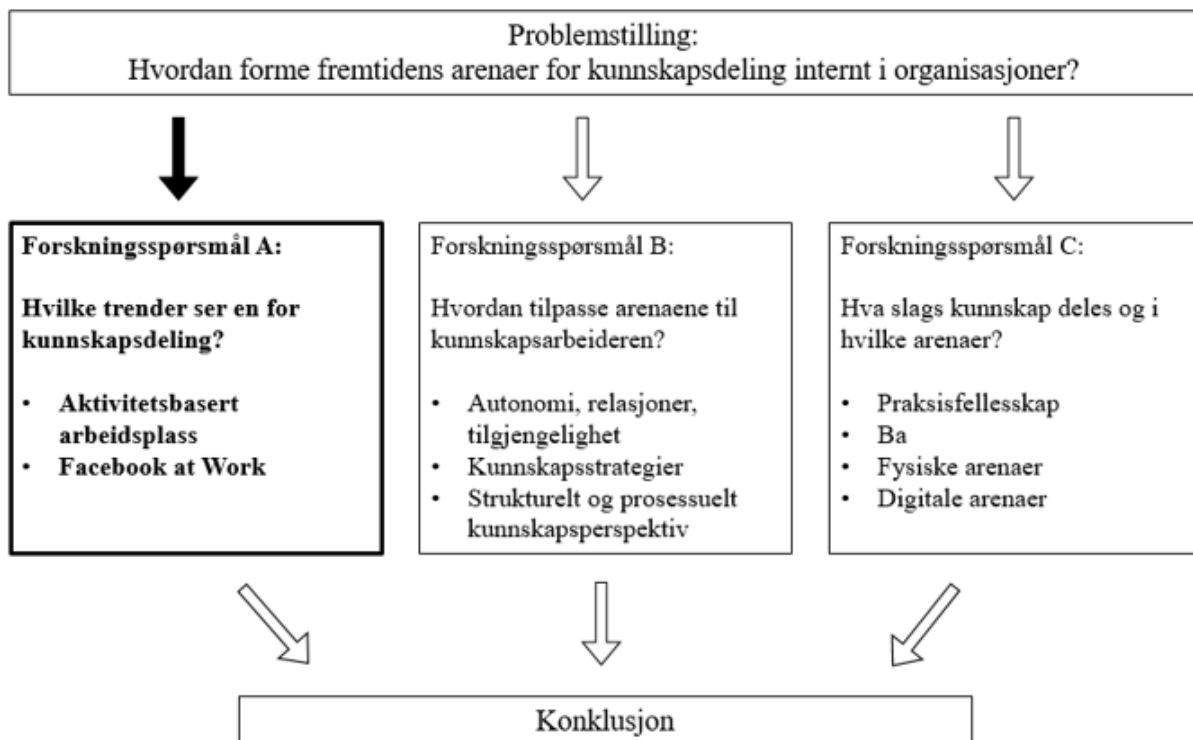 Problemstilling:
Hvordan forme fremtidens arenaer for kunnskapsdeling internt i organisasjoner?
Forskningsspørsmål A:
Hvilke trender ser en for
kunnskapsdeling?
• Aktivitetsbasert
arbeidsplass
• Facebook at Work
Forskningsspørsmål B:
Hvordan tilpasse arenaene til
kunnskapsarbeideren?
• Autonomi, relasjoner,
tilgjengelighet
• Kunnskapsstrategier
• Strukturelt og prosessuelt
kunnskapsperspektiv
Forskningsspørsmål C:
Hva slags kunnskap deles og i
hvilke arenaer?
• Praksisfellesskap
• Ba
• Fysiske arenaer
• Digitale arenaer
Konklusjon